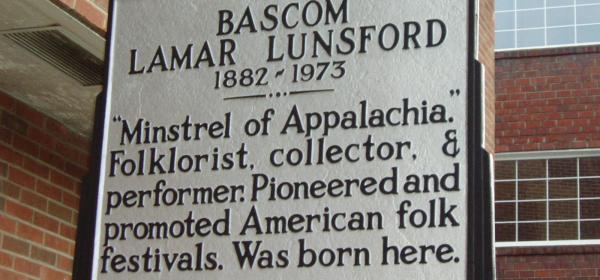 BASCOM
LAMAR LUNSFORD
1882~1973
"Minstrel of Appalachia."
Folklorist, collector, &
performer. Pioneered and
promoted American folk
festivals. Was born here.